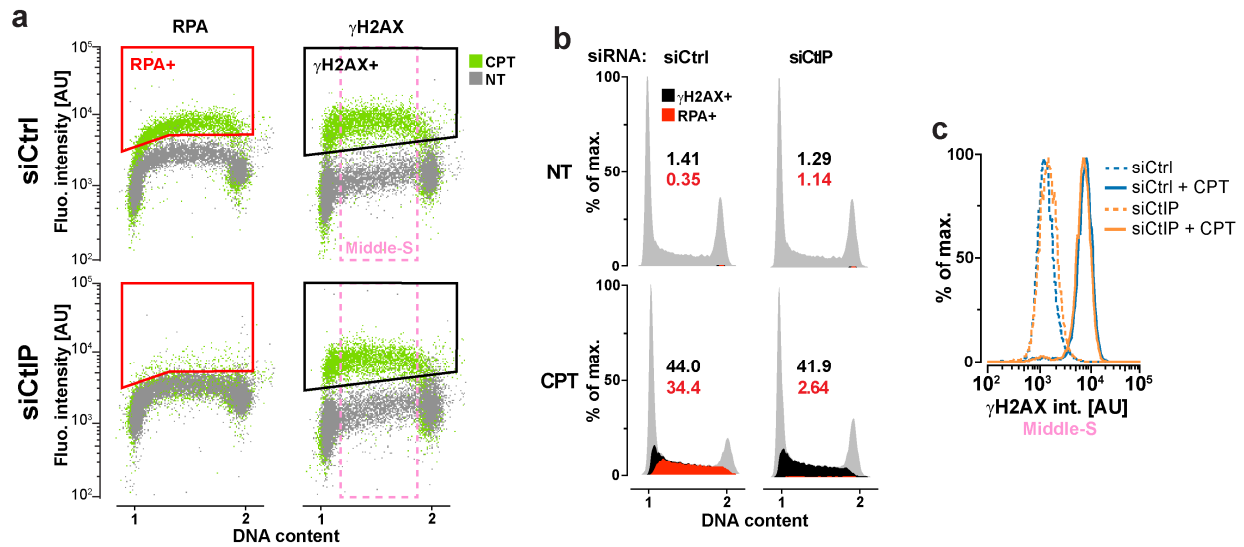 a
RPA
γH2AX
siCtrl
Fluo. intensity [AU]
10⁵
10⁴
10³
10²
RPA+
γH2AX+
CPT
NT
Middle-S
siCtIP
Fluo. intensity [AU]
10⁵
10⁴
10³
10²
1
2
1
2
DNA content
b
siRNA:
siCtrl
siCtIP
NT
% of max.
100
50
0
γH2AX+
RPA+
1.41
0.35
1.29
1.14
CPT
% of max.
100
50
0
44.0
34.4
41.9
2.64
1
2
1
2
DNA content
c
% of max.
100
50
0
siCtrl
siCtrl + CPT
siCtIP
siCtIP + CPT
10² 10³ 10⁴ 10⁵
γH2AX int. [AU]
Middle-S